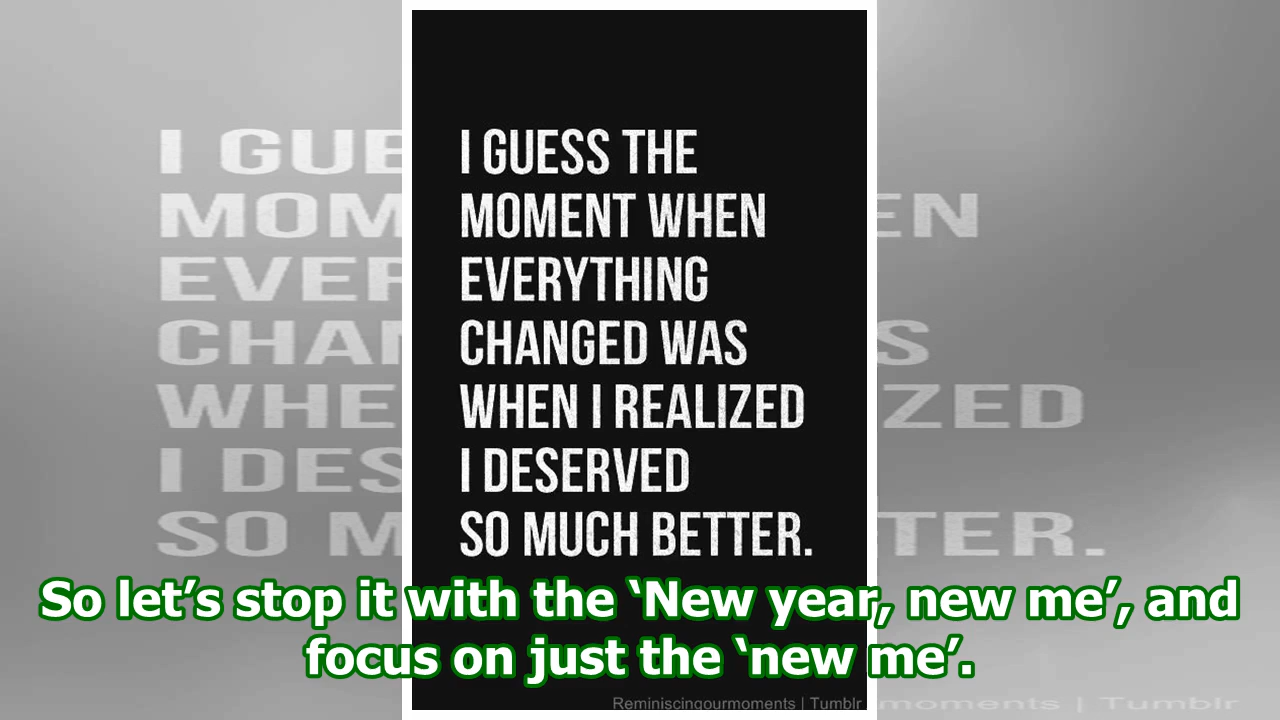 I GUESS THE
MOMENT WHEN
EVERYTHING
CHANGED WAS
WHEN I REALIZED
I DESERVED
SO MUCH BETTER.
So let’s stop it with the ‘New year, new me’, and
focus on just the ‘new me’.
Reminiscingourmoments | Tumblr